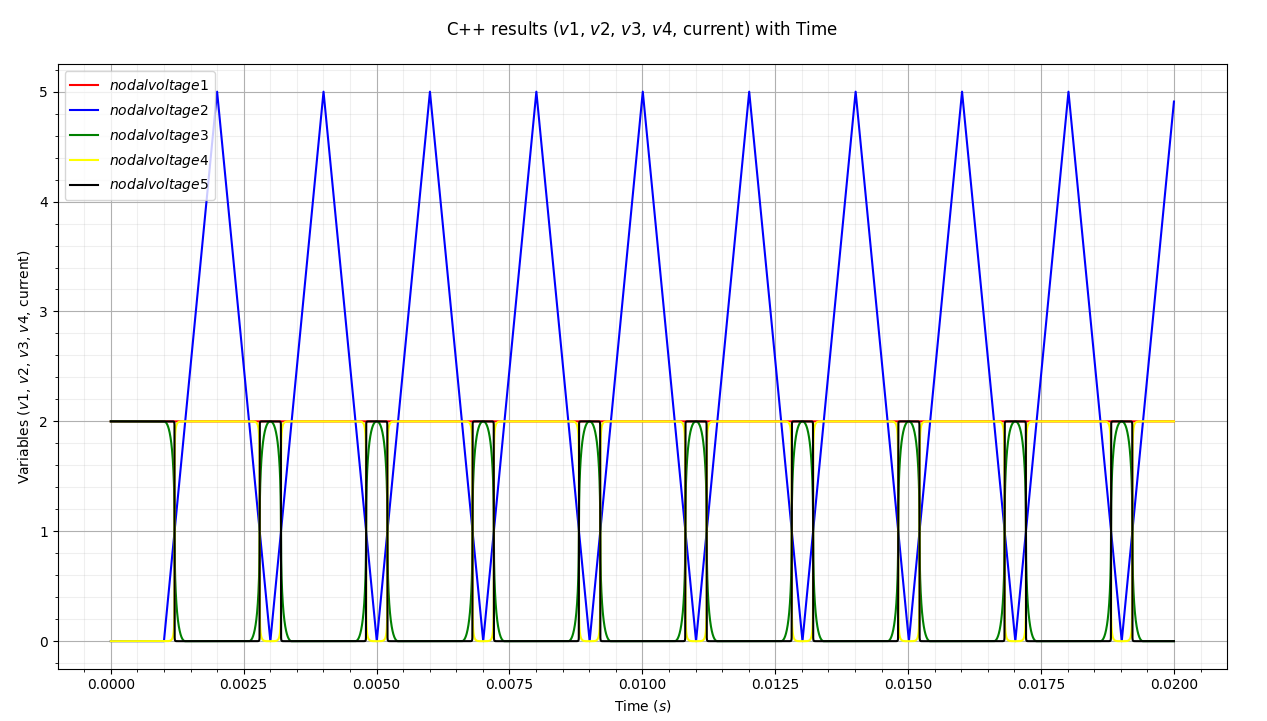 C++ results (v1, v2, v3, v4, current) with Time
nodalvoltage1
nodalvoltage2
nodalvoltage3
nodalvoltage4
nodalvoltage5
Variables (v1, v2, v3, v4, current)
5
4
3
2
1
0
0.0000 0.0025 0.0050 0.0075 0.0100 0.0125 0.0150 0.0175 0.0200
Time (s)